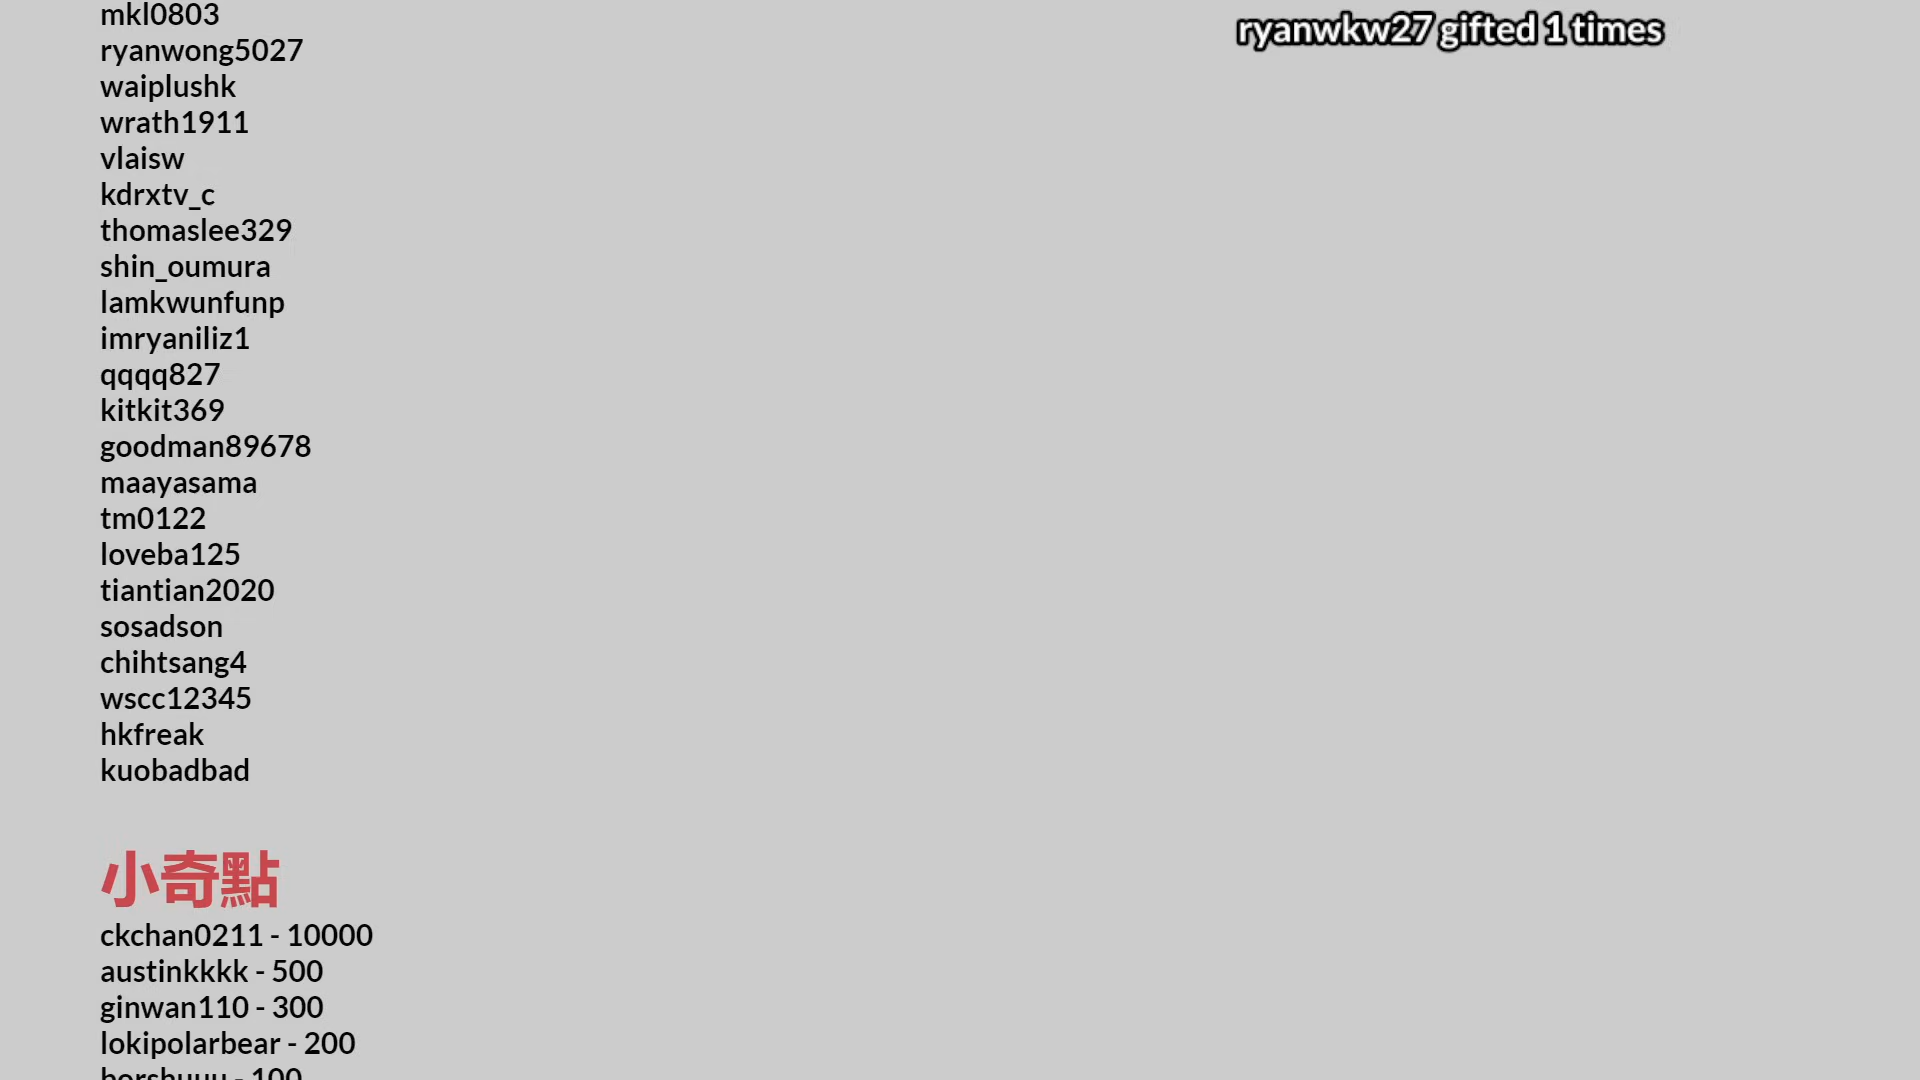 mkl0803
ryanwong5027
waiplushk
wrath1911
vlaisw
kdrxtv_c
thomaslee329
shin_oumura
lamkwunfunp
imryaniliz1
qqqq827
kitkit369
goodman89678
maayasama
tm0122
loveba125
tiantian2020
sosadson
chihtsang4
wscc12345
hkfreak
kuobadbad
小奇點
ckchan0211 - 10000
austinkkkk - 500
ginwan110 - 300
lokipolarbear - 200
- 100
ryanwkw27 gifted 1 times